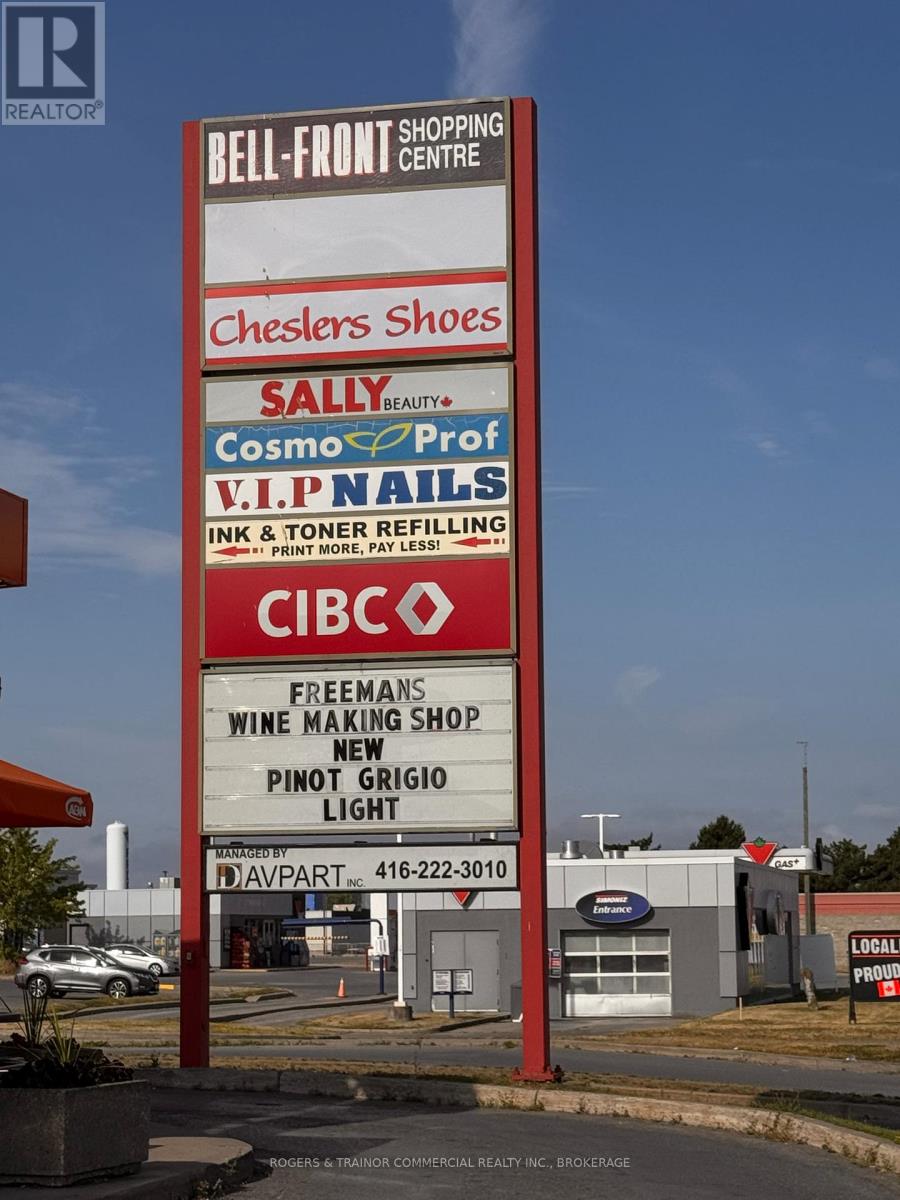 REALTOR®
BELL-FRONT SHOPPING CENTRE
Cheslers Shoes
SALLY BEAUTY
Cosmo Prof
V.I.P NAILS
INK & TONER REFILLING
PRINT MORE, PAY LESS!
CIBC
FREEMANS
WINE MAKING SHOP
NEW
PINOT GRIGIO
LIGHT
MANAGED BY
DAVPART INC. 416-222-3010
A&W
GAS+
SIMONIZ
Entrance
LOCAL
PROUD
ROGERS & TRAINOR COMMERCIAL REALTY INC., BROKERAGE